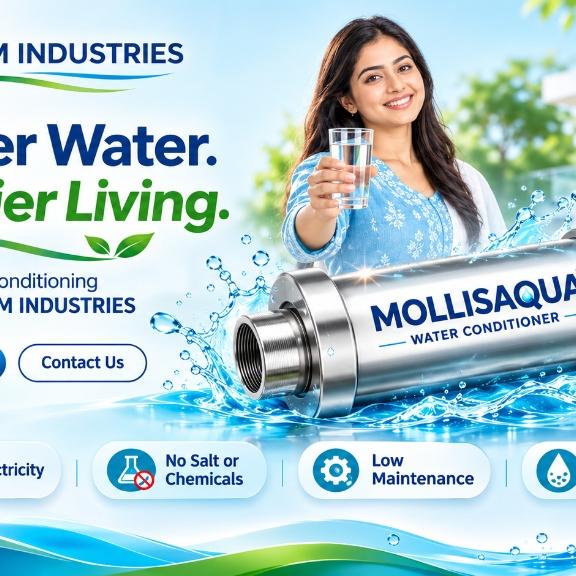 M INDUSTRIES
er Water.
ier Living.
onditioning
M INDUSTRIES
Contact Us
MOLLISAQUA
WATER CONDITIONER
ctricity
No Salt or
Chemicals
Low
Maintenance